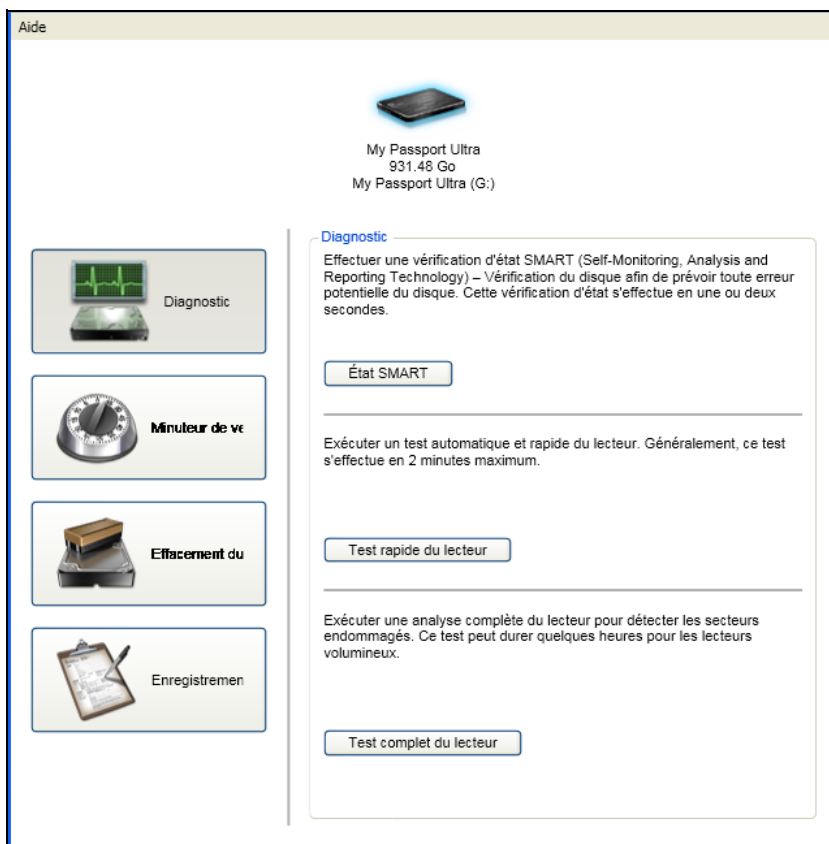 Aide
My Passport Ultra
931.48 Go
My Passport Ultra (G:)
Diagnostic
Minuteur de ve
Effacement du
Enregistremen
Diagnostic
Effectuer une vérification d'état SMART (Self-Monitoring, Analysis and
Reporting Technology) – Vérification du disque afin de prévoir toute erreur
potentielle du disque. Cette vérification d'état s'effectue en une ou deux
secondes.
État SMART
Exécuter un test automatique et rapide du lecteur. Généralement, ce test
s'effectue en 2 minutes maximum.
Test rapide du lecteur
Exécuter une analyse complète du lecteur pour détecter les secteurs
endommagés. Ce test peut durer quelques heures pour les lecteurs
volumineux.
Test complet du lecteur